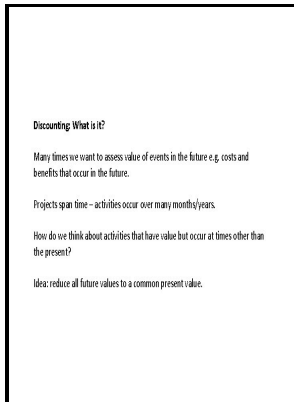 Discounting: What is it?
Many times we want to assess value of events in the future e.g. costs and
benefits that occur in the future.
Projects span time – activities occur over many months/years.
How do we think about activities that have value but occur at times other than
the present?
Idea: reduce all future values to a common present value.